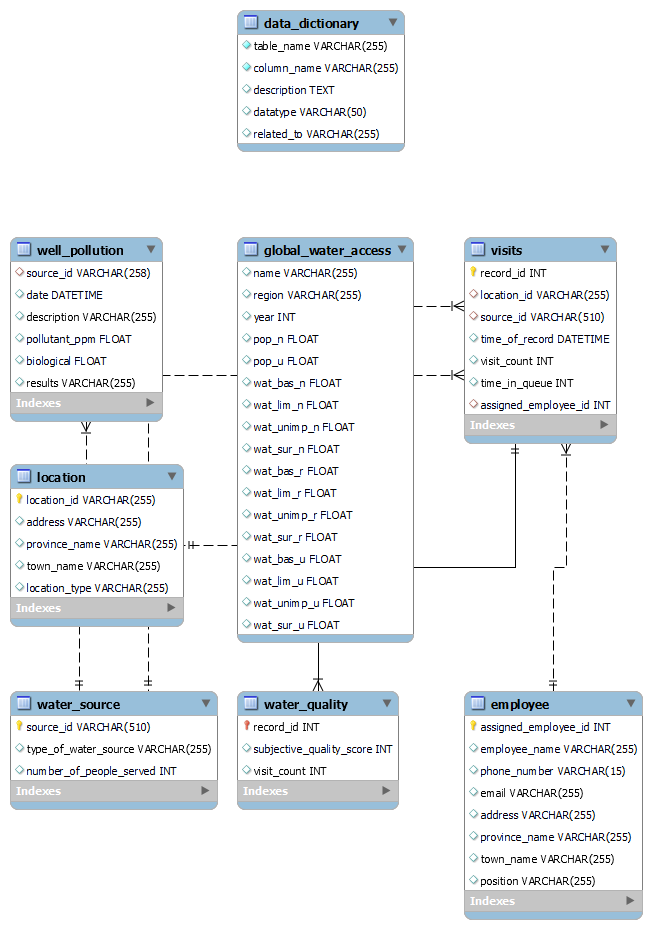 data_dictionary
table_name VARCHAR(255)
column_name VARCHAR(255)
description TEXT
datatype VARCHAR(50)
related_to VARCHAR(255)
well_pollution
source_id VARCHAR(258)
date DATETIME
description VARCHAR(255)
pollutant_ppm FLOAT
biological FLOAT
results VARCHAR(255)
Indexes
global_water_access
name VARCHAR(255)
region VARCHAR(255)
year INT
pop_n FLOAT
pop_u FLOAT
wat_bas_n FLOAT
wat_lim_n FLOAT
wat_unimp_n FLOAT
wat_sur_n FLOAT
wat_bas_r FLOAT
wat_lim_r FLOAT
wat_unimp_r FLOAT
wat_sur_r FLOAT
wat_bas_u FLOAT
wat_lim_u FLOAT
wat_unimp_u FLOAT
wat_sur_u FLOAT
visits
record_id INT
location_id VARCHAR(255)
source_id VARCHAR(510)
time_of_record DATETIME
visit_count INT
time_in_queue INT
assigned_employee_id INT
Indexes
location
location_id VARCHAR(255)
address VARCHAR(255)
province_name VARCHAR(255)
town_name VARCHAR(255)
location_type VARCHAR(255)
Indexes
water_source
source_id VARCHAR(510)
type_of_water_source VARCHAR(255)
number_of_people_served INT
Indexes
water_quality
record_id INT
subjective_quality_score INT
visit_count INT
Indexes
employee
assigned_employee_id INT
employee_name VARCHAR(255)
phone_number VARCHAR(15)
email VARCHAR(255)
address VARCHAR(255)
province_name VARCHAR(255)
town_name VARCHAR(255)
position VARCHAR(255)
Indexes